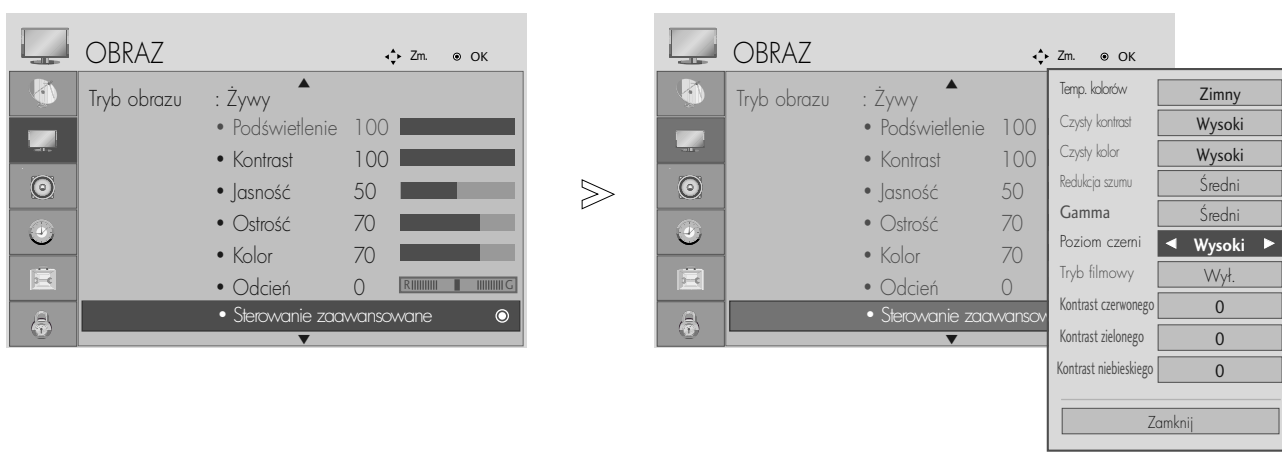 OBRAZ
Zm. OK
Tryb obrazu : Żywy
• Podświetlenie 100
• Kontrast 100
• Jasność 50
• Ostrość 70
• Kolor 70
• Odcień 0 R G
• Sterowanie zaawansowane
OBRAZ
Zm. OK
Tryb obrazu : Żywy
• Podświetlenie 100
• Kontrast 100
• Jasność 50
• Ostrość 70
• Kolor 70
• Odcień 0
• Sterowanie zaawansow
Temp. kolorów Zimny
Czysty kontrast Wysoki
Czysty kolor Wysoki
Redukcja szumu Średni
Gamma Średni
Poziom czerni ◀ Wysoki ▶
Tryb filmowy Wył.
Kontrast czerwonego 0
Kontrast zielonego 0
Kontrast niebieskiego 0
Zamknij